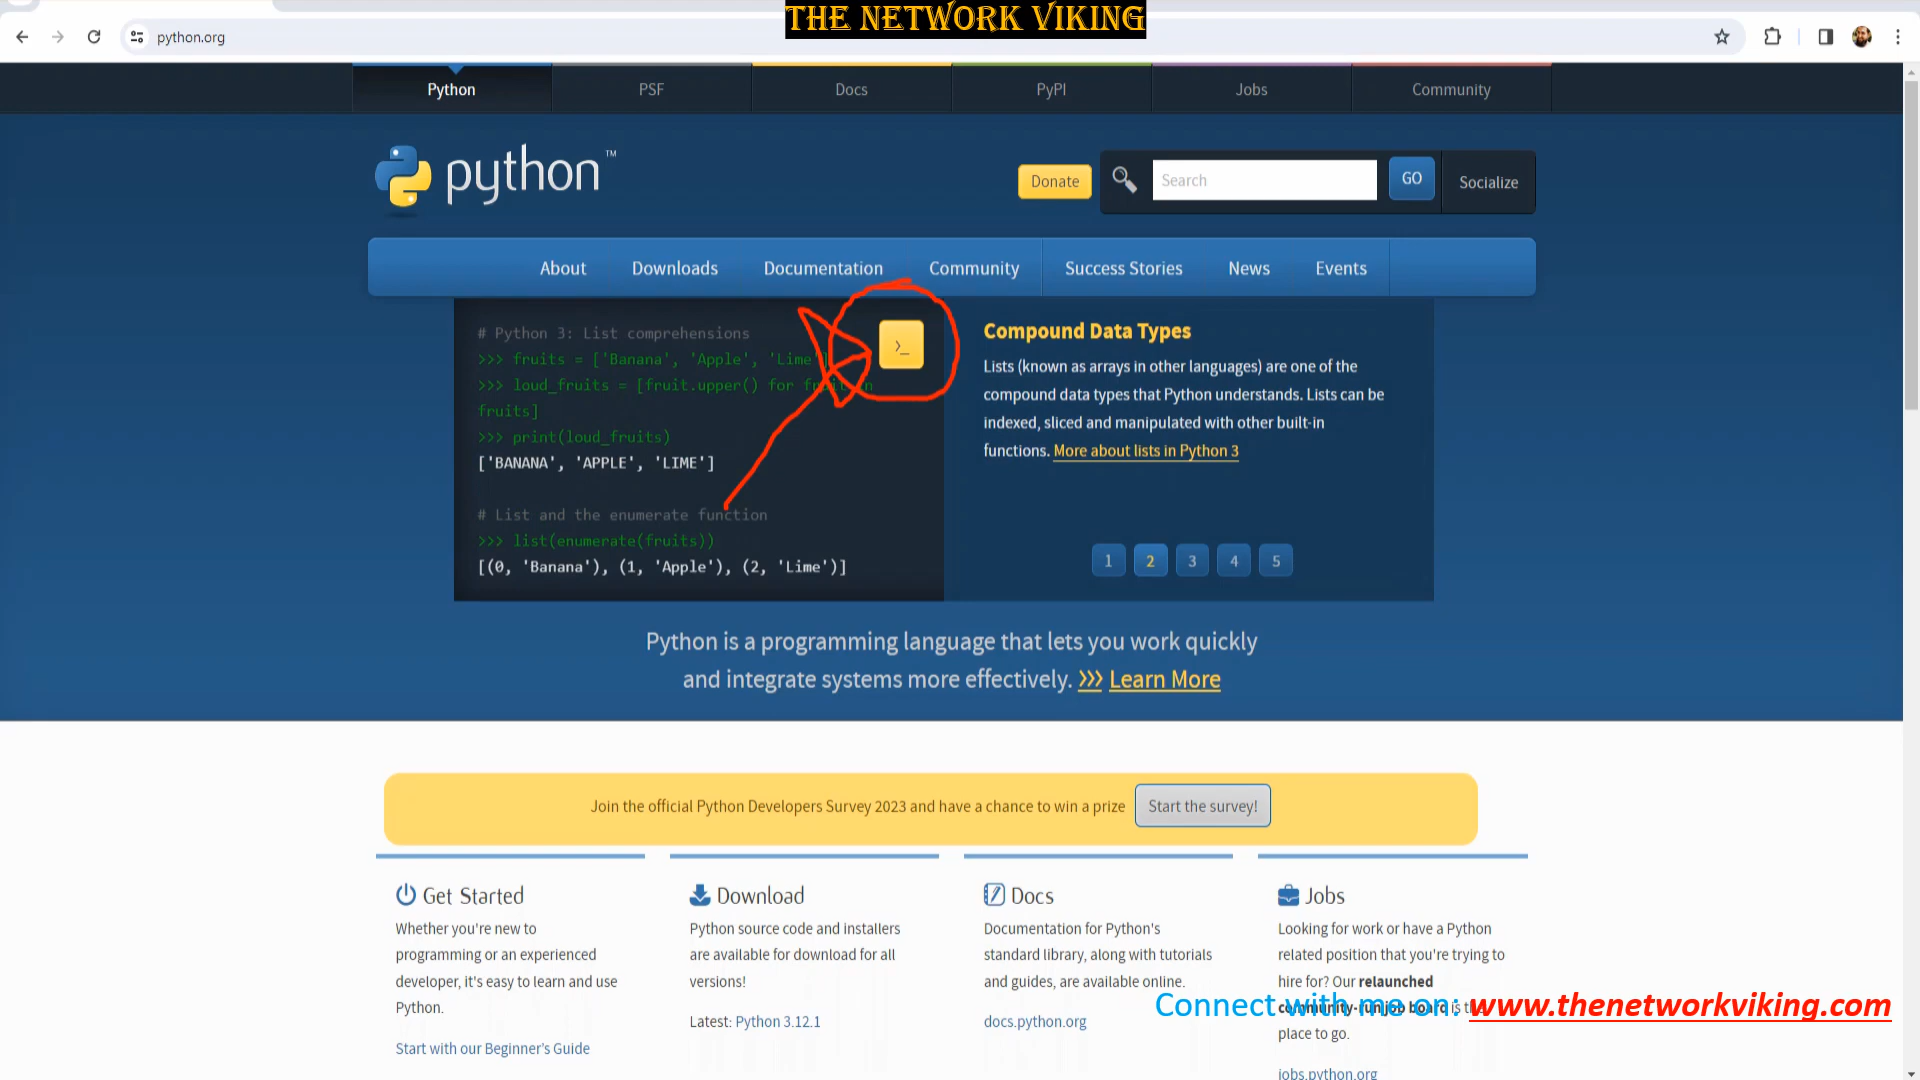 THE NETWORK VIKING
python.org
Python
PSF
Docs
PyPI
Jobs
Community
python™
Donate
Search
GO
Socialize
About
Downloads
Documentation
Community
Success Stories
News
Events
# Python 3: List comprehensions
>>> fruits = ['Banana', 'Apple', 'Lime']
>>> loud_fruits = [fruit.upper() for fruit in
fruits]
>>> print(loud_fruits)
['BANANA', 'APPLE', 'LIME']
# List and the enumerate function
>>> list(enumerate(fruits))
[(0, 'Banana'), (1, 'Apple'), (2, 'Lime')]
>_
Compound Data Types
Lists (known as arrays in other languages) are one of the
compound data types that Python understands. Lists can be
indexed, sliced and manipulated with other built-in
functions. More about lists in Python 3
1
2
3
4
5
Python is a programming language that lets you work quickly
and integrate systems more effectively. >>> Learn More
Join the official Python Developers Survey 2023 and have a chance to win a prize
Start the survey!
Get Started
Whether you're new to
programming or an experienced
developer, it's easy to learn and use
Python.
Start with our Beginner's Guide
Download
Python source code and installers
are available for download for all
versions!
Latest: Python 3.12.1
Docs
Documentation for Python's
standard library, along with tutorials
and guides, are available online.
docs.python.org
Jobs
Looking for work or have a Python
related position that you're trying to
hire for? Our relaunched
community-run job board is the
place to go.
jobs.python.org
Connect with me on: www.thenetworkviking.com